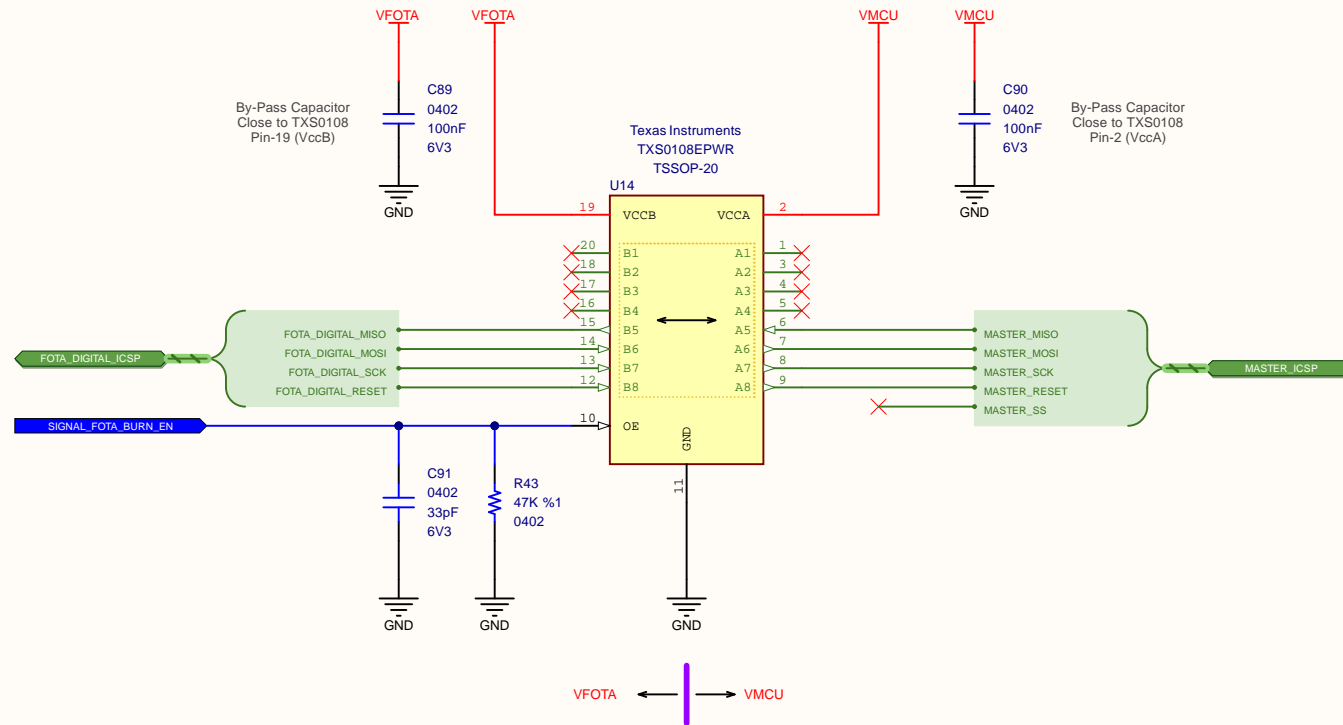 VFOTA
VFOTA
VMCU
VMCU
By-Pass Capacitor
Close to TXS0108
Pin-19 (VccB)
C89
0402
100nF
6V3
GND
Texas Instruments
TXS0108EPWR
TSSOP-20
U14
C90
0402
100nF
6V3
GND
By-Pass Capacitor
Close to TXS0108
Pin-2 (VccA)
19 VCCB VCCA 2
20 B1 A1 1
18 B2 A2 3
17 B3 A3 4
16 B4 A4 5
15 B5 A5 6
14 B6 A6 7
13 B7 A7 8
12 B8 A8 9
10 OE
GND
11
FOTA_DIGITAL_ICSP
FOTA_DIGITAL_MISO
FOTA_DIGITAL_MOSI
FOTA_DIGITAL_SCK
FOTA_DIGITAL_RESET
MASTER_MISO
MASTER_MOSI
MASTER_SCK
MASTER_RESET
MASTER_SS
MASTER_ICSP
SIGNAL_FOTA_BURN_EN
C91
0402
33pF
6V3
GND
R43
47K %1
0402
GND
GND
VFOTA
VMCU